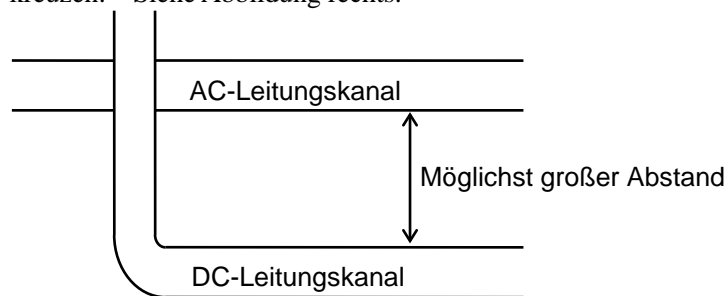 kreuzen. Siehe Abbildung rechts.
AC-Leitungskanal
Möglichst großer Abstand
DC-Leitungskanal